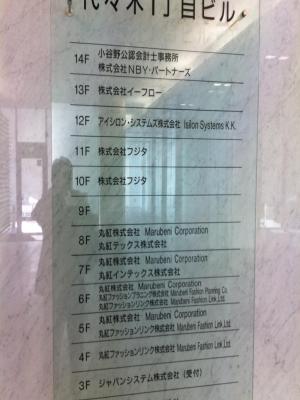 代々木1丁目ビル
14F 小谷野公認会計士事務所
株式会社NBY・パートナーズ
13F 株式会社イーフロー
12F アイシロン・システムズ株式会社 Isilon Systems K.K.
11F 株式会社フジタ
10F 株式会社フジタ
9F
8F 丸紅株式会社 Marubeni Corporation
丸紅テックス株式会社
7F 丸紅株式会社 Marubeni Corporation
丸紅インテックス株式会社
6F 丸紅株式会社 Marubeni Corporation
丸紅ファッションプランニング株式会社 Marubeni Fashion Planning Co.
丸紅ファッションリンク株式会社 Marubeni Fashion Link Ltd.
5F 丸紅株式会社 Marubeni Corporation
丸紅ファッションリンク株式会社 Marubeni Fashion Link Ltd.
4F 丸紅ファッションリンク株式会社 Marubeni Fashion Link Ltd.
3F ジャパンシステム株式会社 (受付)